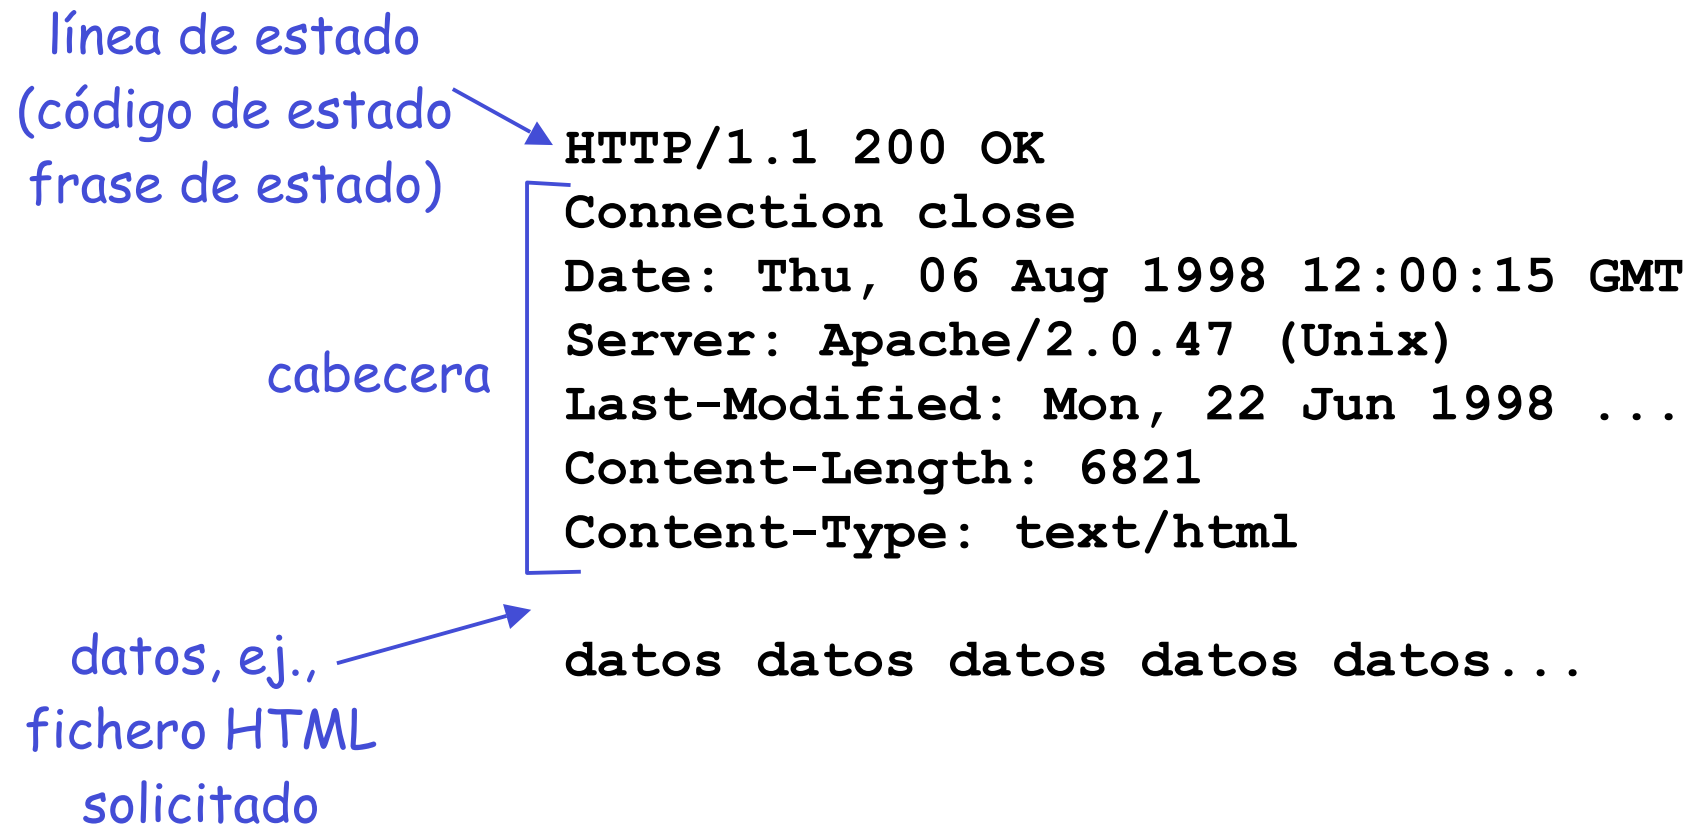 línea de estado
(código de estado
frase de estado)
HTTP/1.1 200 OK
Connection close
Date: Thu, 06 Aug 1998 12:00:15 GMT
Server: Apache/2.0.47 (Unix)
Last-Modified: Mon, 22 Jun 1998 ...
Content-Length: 6821
Content-Type: text/html
cabecera
datos, ej.,
fichero HTML
solicitado
datos datos datos datos datos...